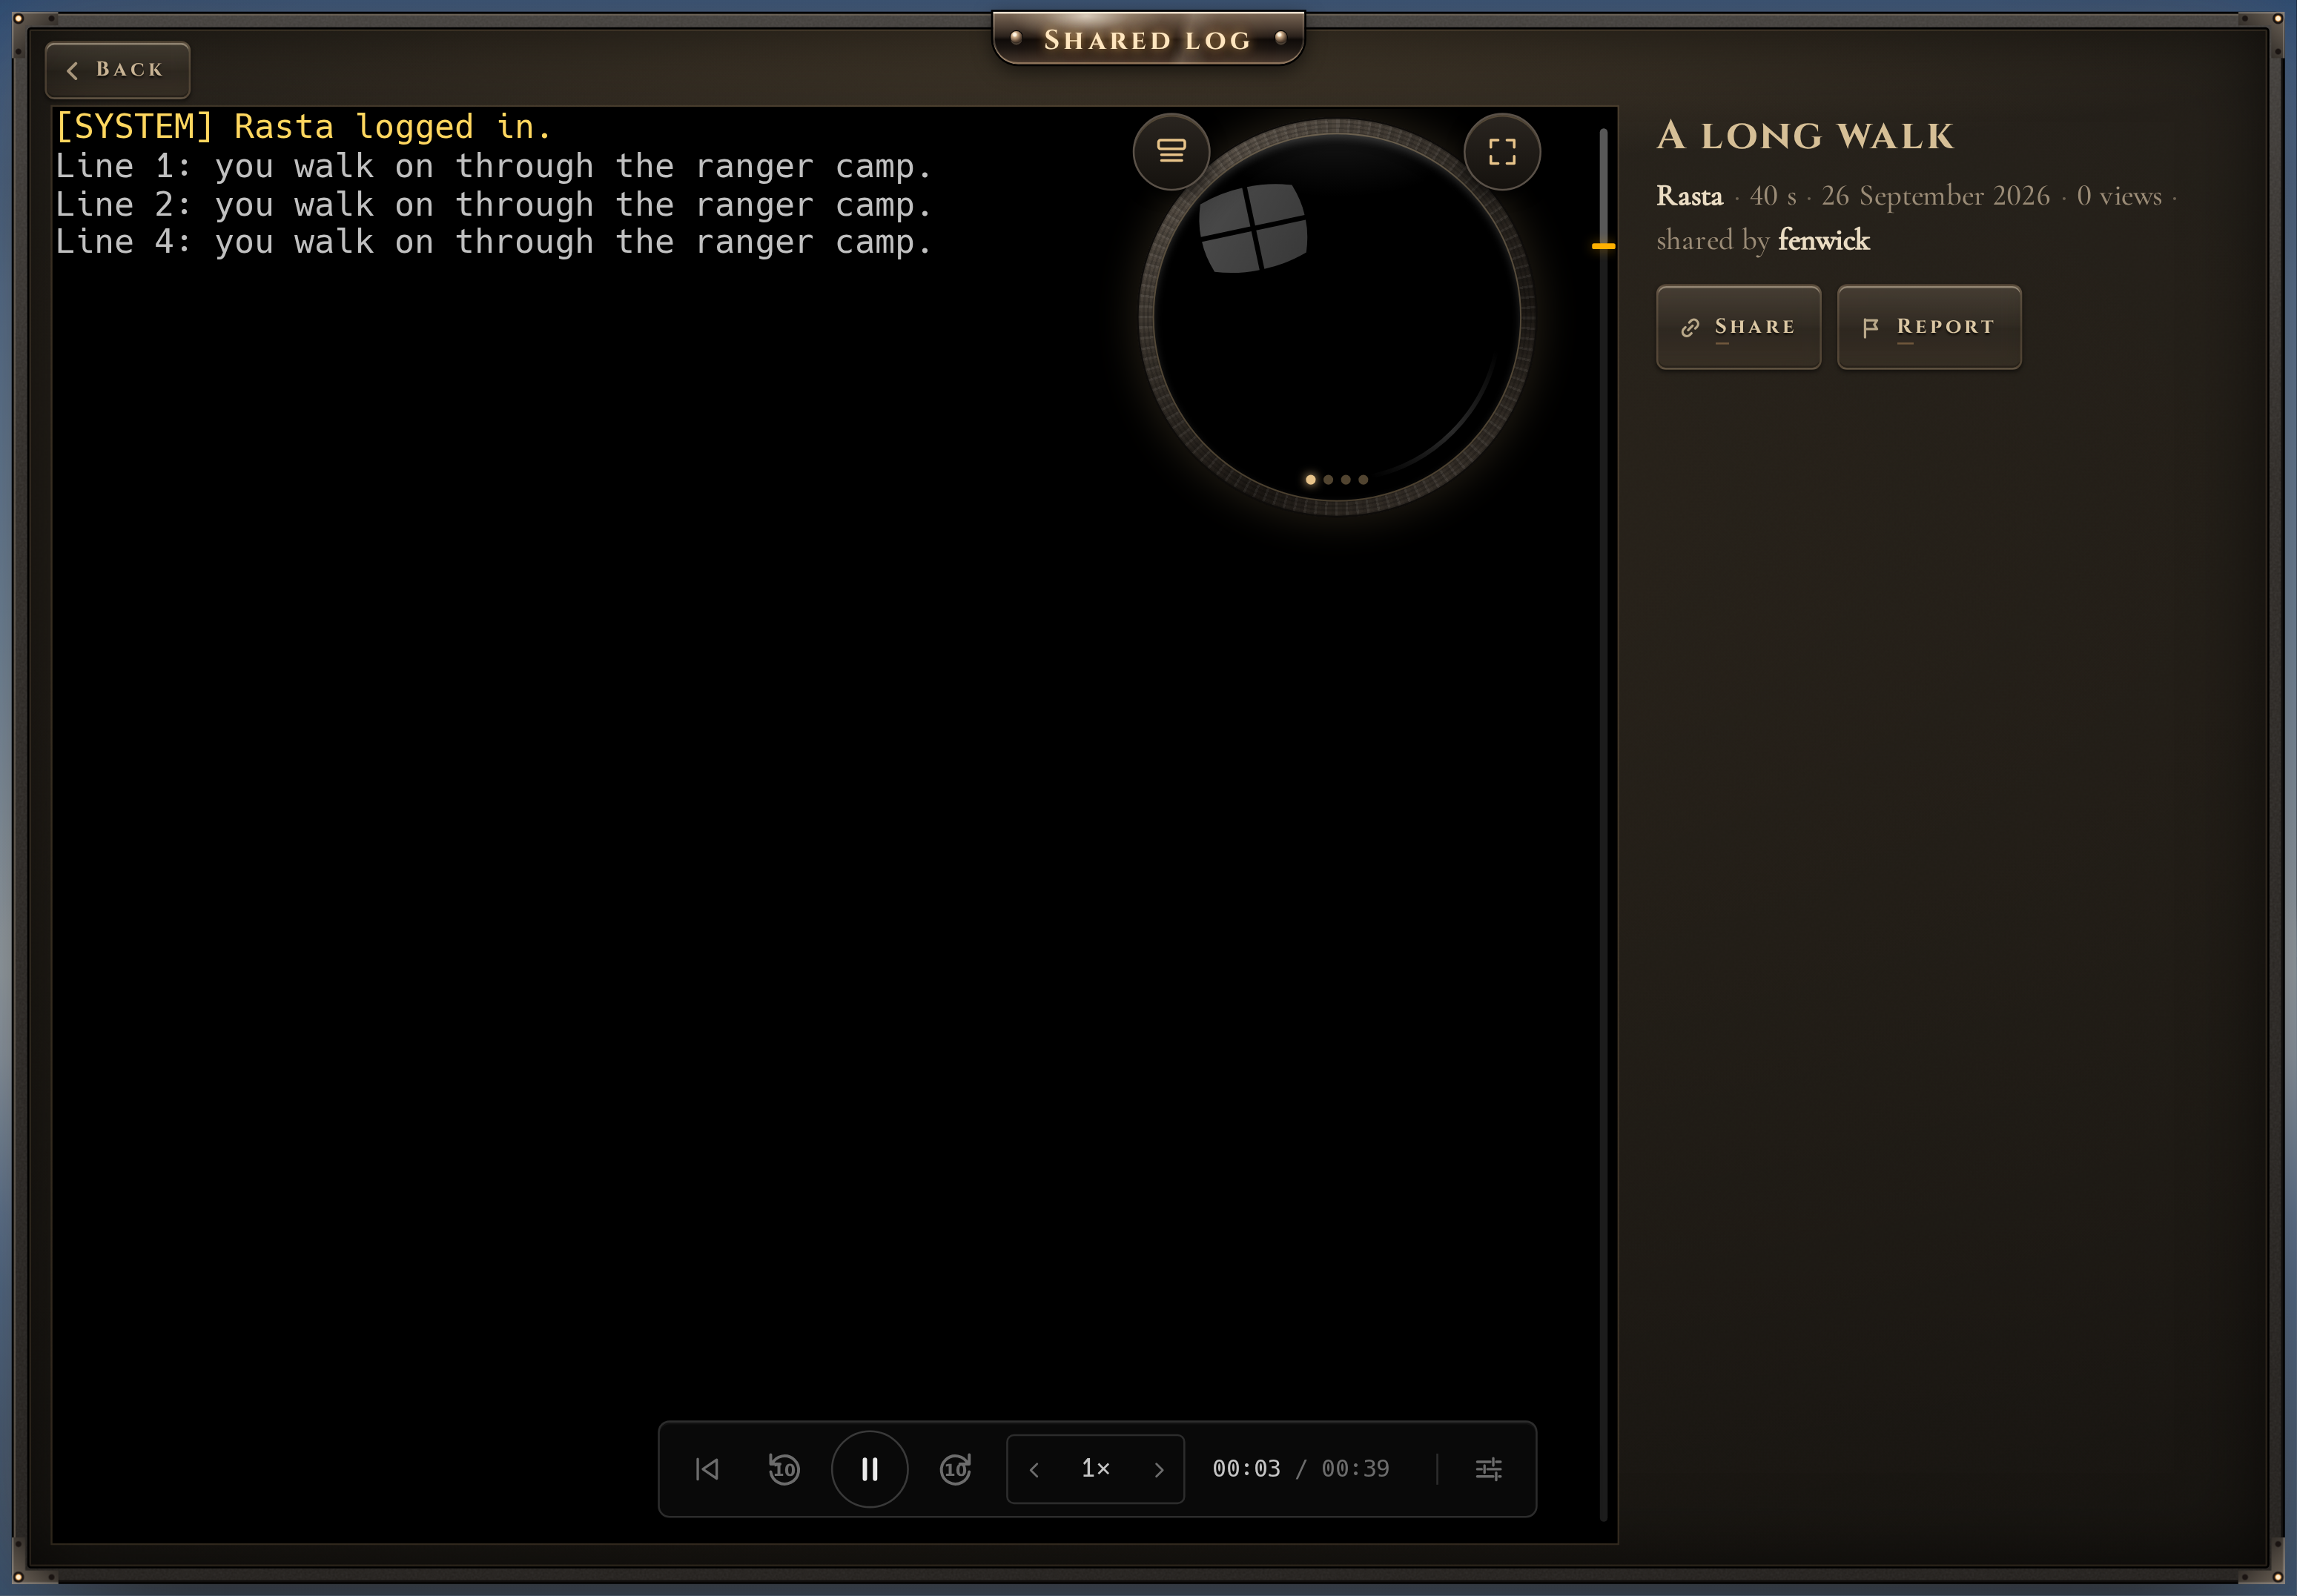 SHARED LOG
BACK
[SYSTEM] Rasta logged in.
Line 1: you walk on through the ranger camp.
Line 2: you walk on through the ranger camp.
Line 4: you walk on through the ranger camp.
A LONG WALK
Rasta · 40 s · 26 September 2026 · 0 views ·
shared by fenwick
SHARE
REPORT
10
10
1×
00:03 / 00:39